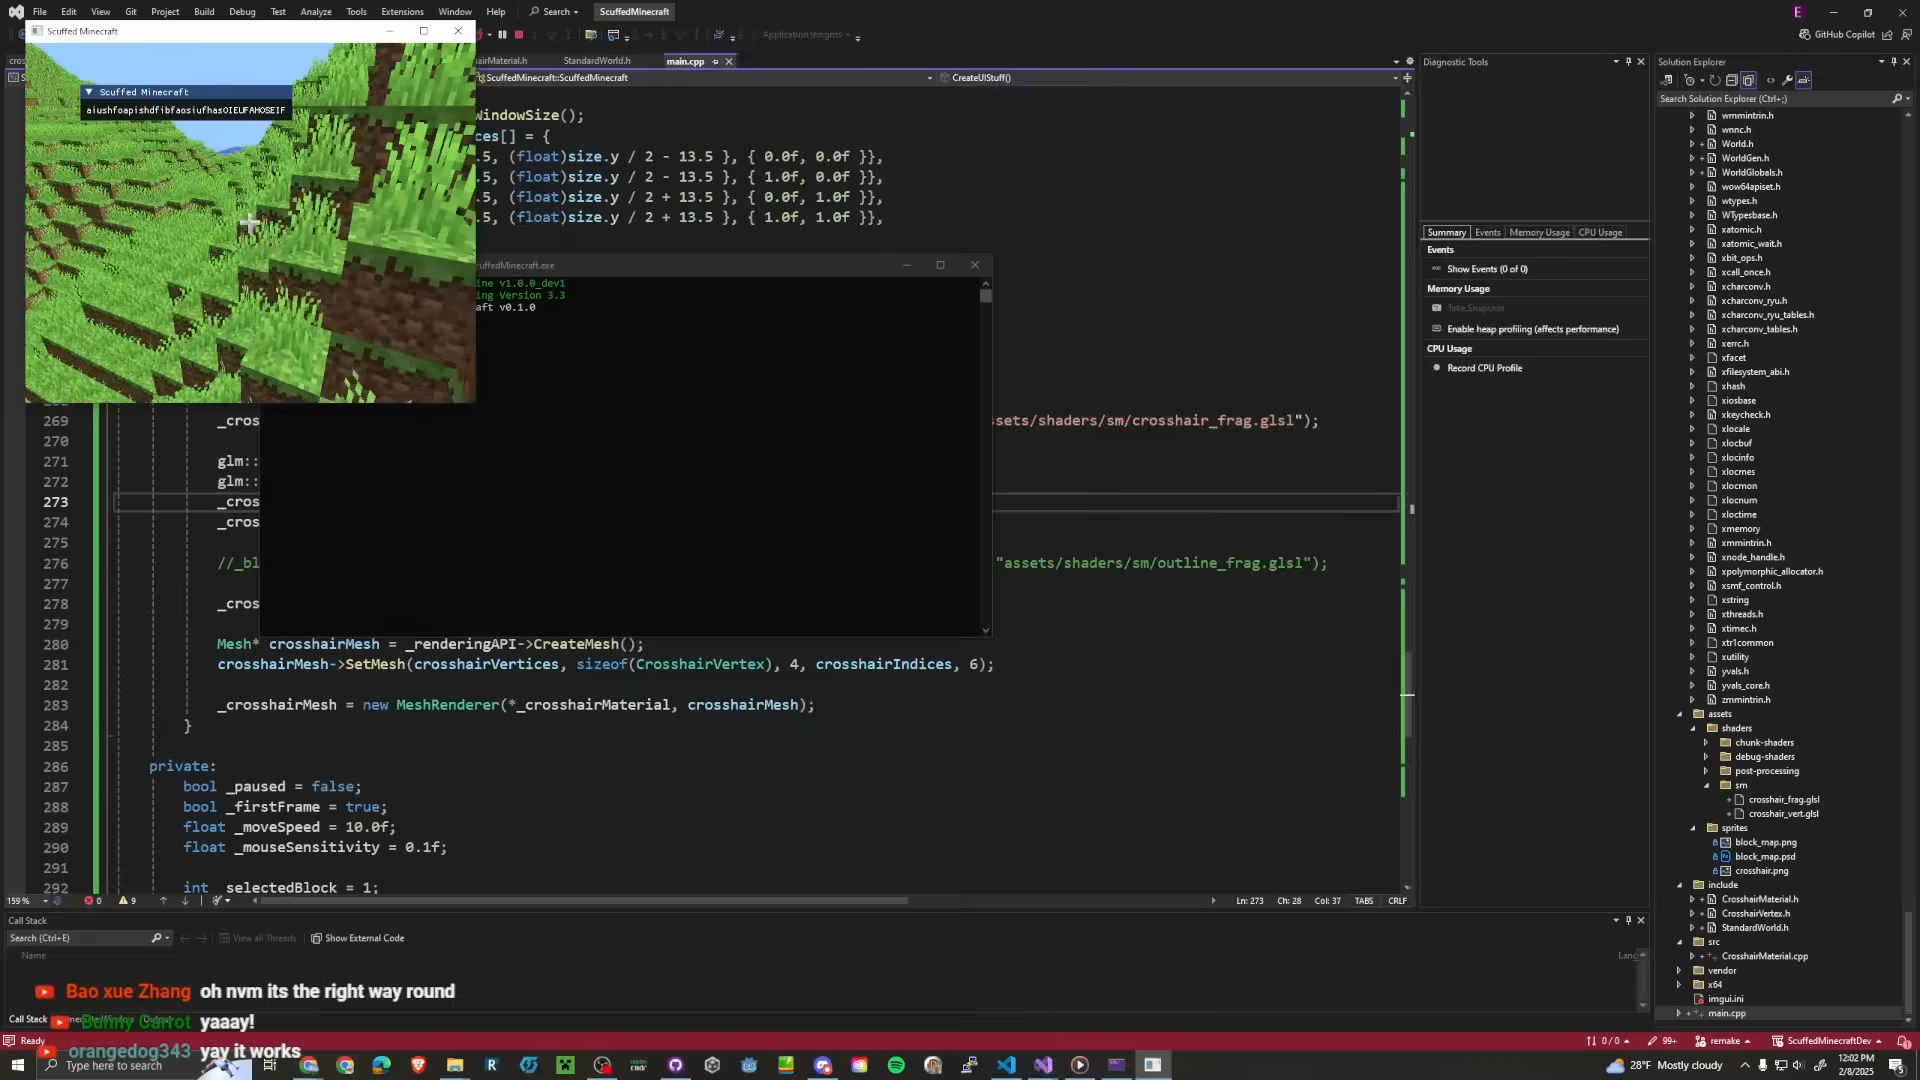 File Edit View Git Project Build Debug Test Analyze Tools Extensions Window Help Search ScuffedMinecraft
GitHub Copilot
Scuffed Minecraft
Application Insights
StandardWorld.h main.cpp
ScuffedMinecraft::ScuffedMinecraft CreateUIStuff()
Scuffed Minecraft
aiushfoapishdfibfaosiufhasOIEUFAHOSEIF
WindowSize();
ces[] = {
.5, (float)size.y / 2 - 13.5 }, { 0.0f, 0.0f }},
.5, (float)size.y / 2 - 13.5 }, { 1.0f, 0.0f }},
.5, (float)size.y / 2 + 13.5 }, { 0.0f, 1.0f }},
.5, (float)size.y / 2 + 13.5 }, { 1.0f, 1.0f }},
cuffedMinecraft.exe
ine v1.0.0_dev1
ing Version 3.3
aft v0.1.0
269 _cros ssets/shaders/sm/crosshair_frag.glsl");
270
271 glm::
272 glm::
273 _cros
274 _cros
275
276 //_bl "assets/shaders/sm/outline_frag.glsl");
277
278 _cros
279
280 Mesh* crosshairMesh = _renderingAPI->CreateMesh();
281 crosshairMesh->SetMesh(crosshairVertices, sizeof(CrosshairVertex), 4, crosshairIndices, 6);
282
283 _crosshairMesh = new MeshRenderer(*_crosshairMaterial, crosshairMesh);
284 }
285
286 private:
287 bool _paused = false;
288 bool _firstFrame = true;
289 float _moveSpeed = 10.0f;
290 float _mouseSensitivity = 0.1f;
291
292 int _selectedBlock = 1;
159 % 0 9 Ln: 273 Ch: 28 Col: 37 TABS CRLF
Call Stack
Search (Ctrl+E) View all Threads Show External Code
Name Lang
Bao xue Zhang oh nvm its the right way round
Bunny Carrot yaaay!
orangedog343 yay it works
Call Stack
Ready
Diagnostic Tools
Summary Events Memory Usage CPU Usage
Events
Show Events (0 of 0)
Memory Usage
Take Snapshot
Enable heap profiling (affects performance)
CPU Usage
Record CPU Profile
Solution Explorer
Search Solution Explorer (Ctrl+;)
wmmintrin.h
wnnc.h
World.h
WorldGen.h
WorldGlobals.h
wow64apiset.h
wtypes.h
WTypesbase.h
xatomic.h
xatomic_wait.h
xbit_ops.h
xcall_once.h
xcharconv.h
xcharconv_ryu.h
xcharconv_ryu_tables.h
xcharconv_tables.h
xerrc.h
xfacet
xfilesystem_abi.h
xhash
xiosbase
xkeycheck.h
xlocale
xlocbuf
xlocinfo
xlocmes
xlocmon
xlocnum
xloctime
xmemory
xmmintrin.h
xnode_handle.h
xpolymorphic_allocator.h
xsmf_control.h
xstring
xthreads.h
xtimec.h
xtr1common
xutility
yvals.h
yvals_core.h
zmmintrin.h
assets
shaders
chunk-shaders
debug-shaders
post-processing
sm
crosshair_frag.glsl
crosshair_vert.glsl
sprites
block_map.png
block_map.psd
crosshair.png
include
CrosshairMaterial.h
CrosshairVertex.h
StandardWorld.h
src
CrosshairMaterial.cpp
vendor
x64
imgui.ini
main.cpp
0 / 0 99+ remake ScuffedMinecraftDev
Type here to search
28°F Mostly cloudy
12:02 PM
2/8/2025